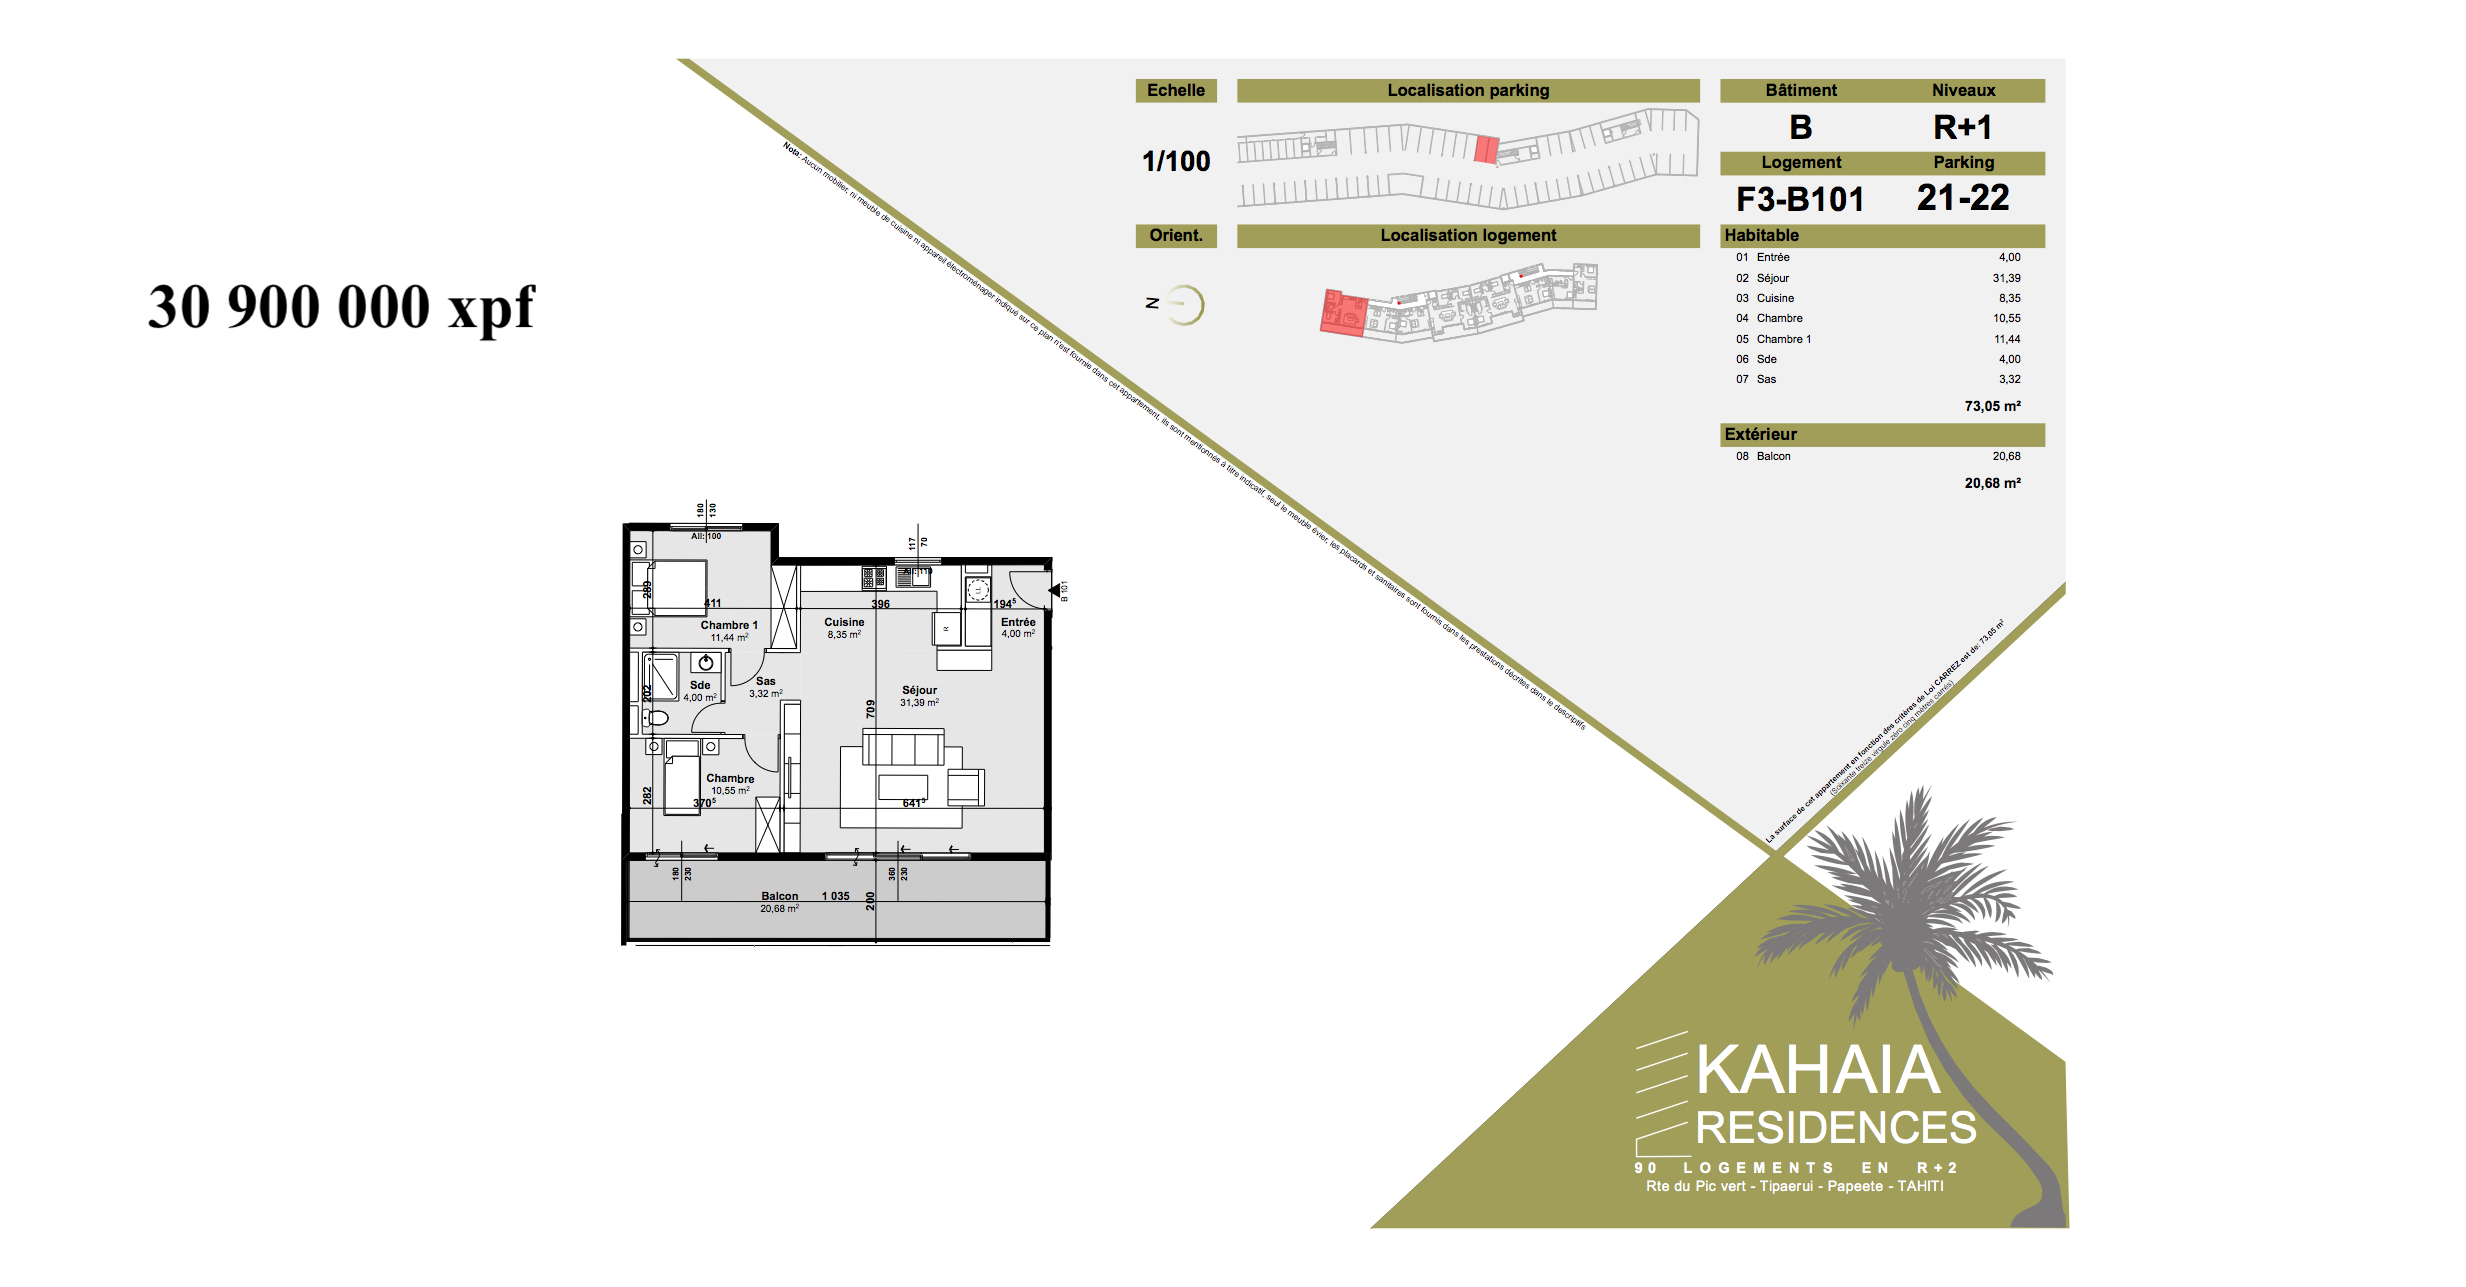 30 900 000 xpf
Echelle
1/100
Orient.
N
Localisation parking
Localisation logement
Bâtiment Niveaux
B R+1
Logement Parking
F3-B101 21-22
Habitable
01 Entrée 4,00
02 Séjour 31,39
03 Cuisine 8,35
04 Chambre 10,55
05 Chambre 1 11,44
06 Sde 4,00
07 Sas 3,32
73,05 m²
Extérieur
08 Balcon 20,68
20,68 m²
Nota: Aucun mobilier, ni meuble de cuisine ni appareil électroménager indiqué sur ce plan n'est fournie dans cet appartement, ils sont mentionnés à titre indicatif, seul le meuble évier, les placards et sanitaires sont fournis dans les prestations décrites dans le descriptifs
180
130
All: 100
117
70
All: 110
B 101
289
411
396
194⁵
Chambre 1
11,44 m²
Cuisine
8,35 m²
R
LL
Entrée
4,00 m²
202
Sde
4,00 m²
Sas
3,32 m²
Séjour
31,39 m²
709
282
Chambre
10,55 m²
370⁵
641⁵
180
230
360
230
Balcon
20,68 m²
1 035
200
La surface de cet appartement en fonction des critères de Loi CARREZ est de: 73,05 m²
(Soixante treize virgule zéro cinq mètres carrés)
KAHAIA
RESIDENCES
90 LOGEMENTS EN R+2
Rte du Pic vert - Tipaerui - Papeete - TAHITI